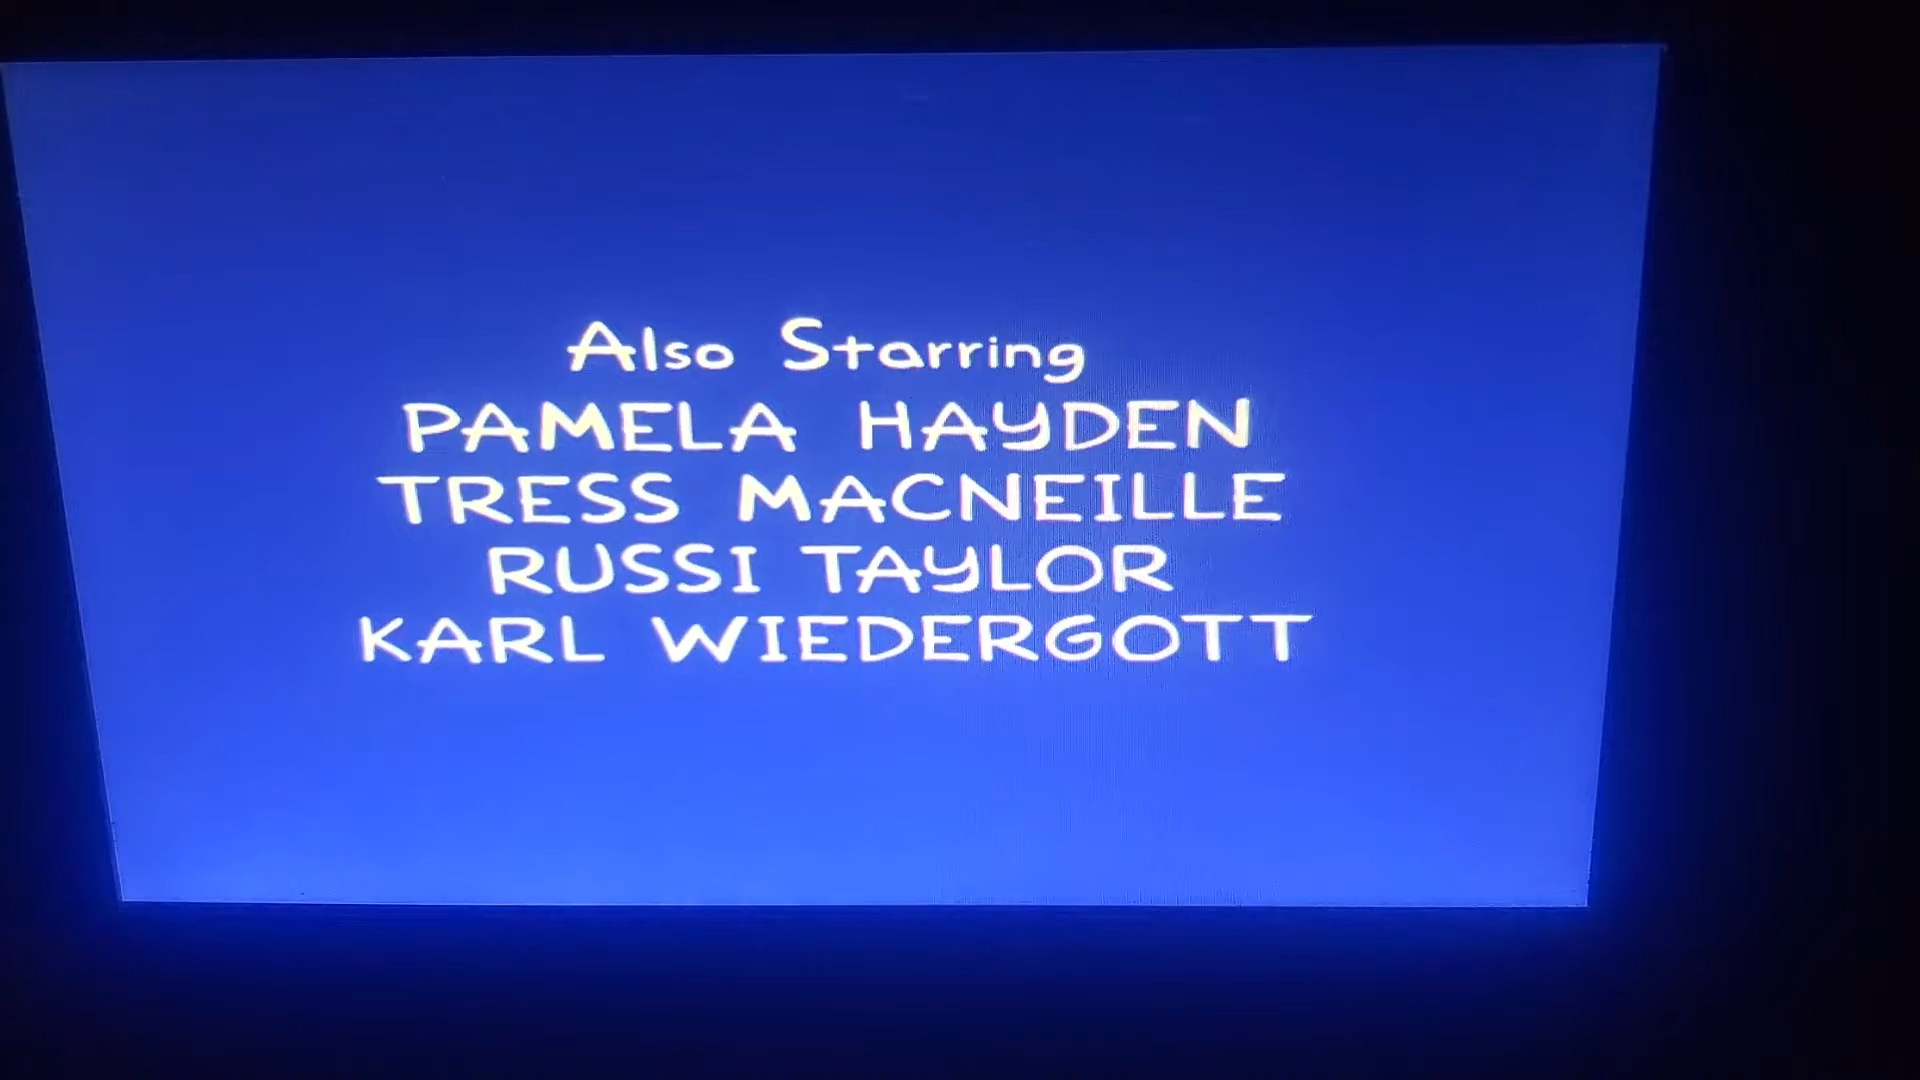 Also Starring
PAMELA HAYDEN
TRESS MACNEILLE
RUSSI TAYLOR
KARL WIEDERGOTT